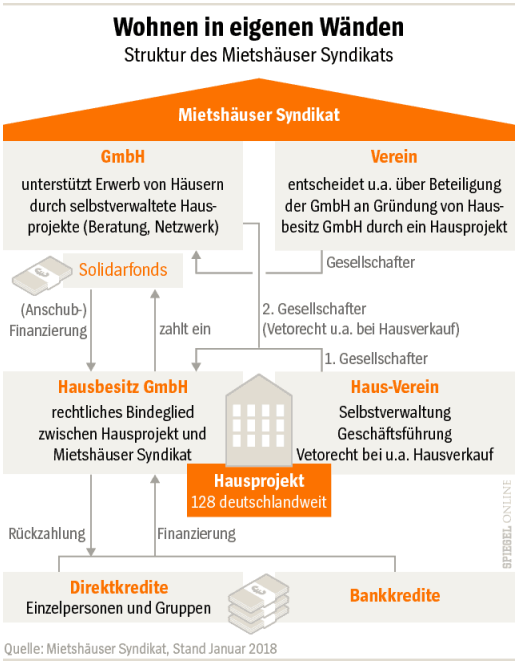 Wohnen in eigenen Wänden
Struktur des Mietshäuser Syndikats
Mietshäuser Syndikat
GmbH
unterstützt Erwerb von Häusern
durch selbstverwaltete Haus-
projekte (Beratung, Netzwerk)
Verein
entscheidet u.a. über Beteiligung
der GmbH an Gründung von Haus-
besitz GmbH durch ein Hausprojekt
Solidarfonds
Gesellschafter
(Anschub-)
Finanzierung
zahlt ein
2. Gesellschafter
(Vetorecht u.a. bei Hausverkauf)
1. Gesellschafter
Hausbesitz GmbH
rechtliches Bindeglied
zwischen Hausprojekt und
Mietshäuser Syndikat
Haus-Verein
Selbstverwaltung
Geschäftsführung
Vetorecht bei u.a. Hausverkauf
Hausprojekt
128 deutschlandweit
Rückzahlung
Finanzierung
Direktkredite
Einzelpersonen und Gruppen
Bankkredite
Quelle: Mietshäuser Syndikat, Stand Januar 2018
SPIEGEL ONLINE